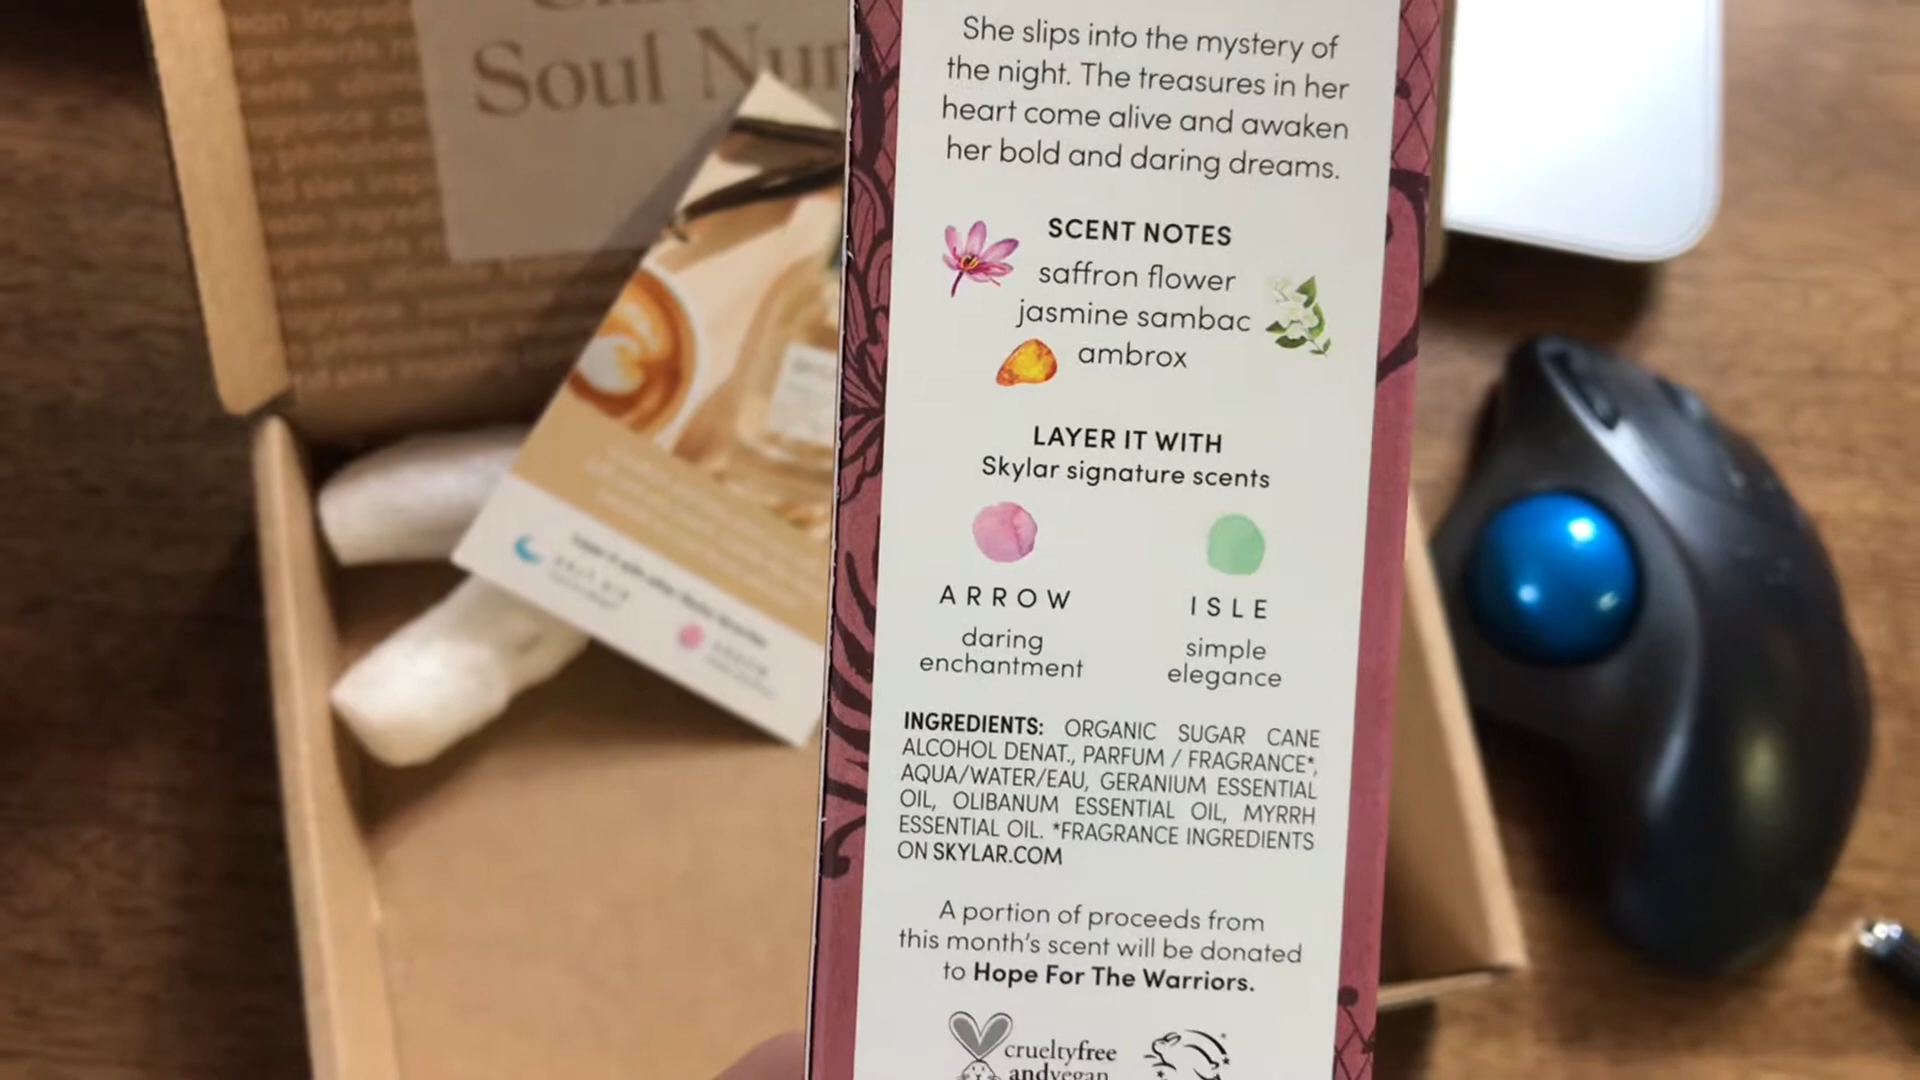 Soul Nur
She slips into the mystery of
the night. The treasures in her
heart come alive and awaken
her bold and daring dreams.
SCENT NOTES
saffron flower
jasmine sambac
ambrox
LAYER IT WITH
Skylar signature scents
ARROW
daring
enchantment
ISLE
simple
elegance
INGREDIENTS: ORGANIC SUGAR CANE
ALCOHOL DENAT., PARFUM / FRAGRANCE*,
AQUA/WATER/EAU, GERANIUM ESSENTIAL
OIL, OLIBANUM ESSENTIAL OIL, MYRRH
ESSENTIAL OIL. *FRAGRANCE INGREDIENTS
ON SKYLAR.COM
A portion of proceeds from
this month's scent will be donated
to Hope For The Warriors.
crueltyfree
andvegan